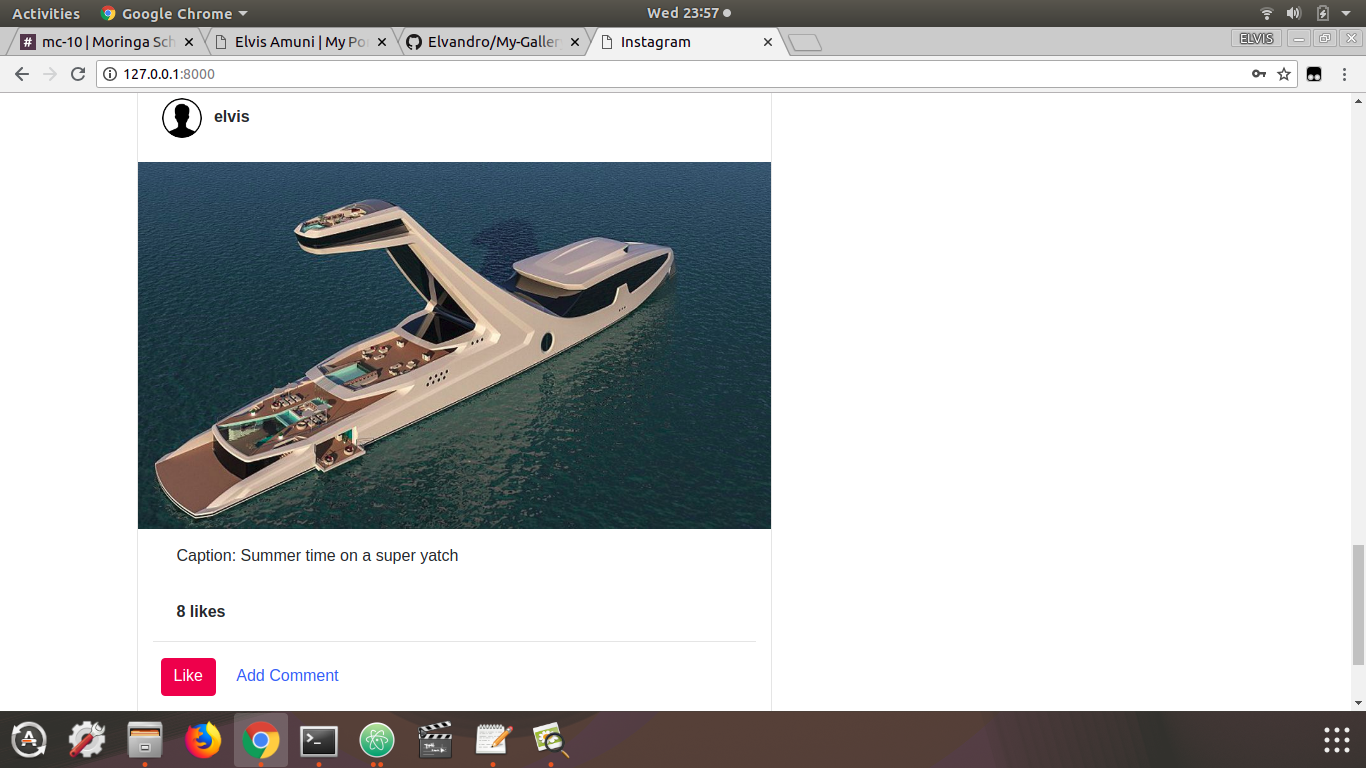 Activities Google Chrome Wed 23:57
mc-10 | Moringa Sch Elvis Amuni | My Po Elvandro/My-Galler Instagram ELVIS
127.0.0.1:8000
elvis
Caption: Summer time on a super yatch
8 likes
Like Add Comment